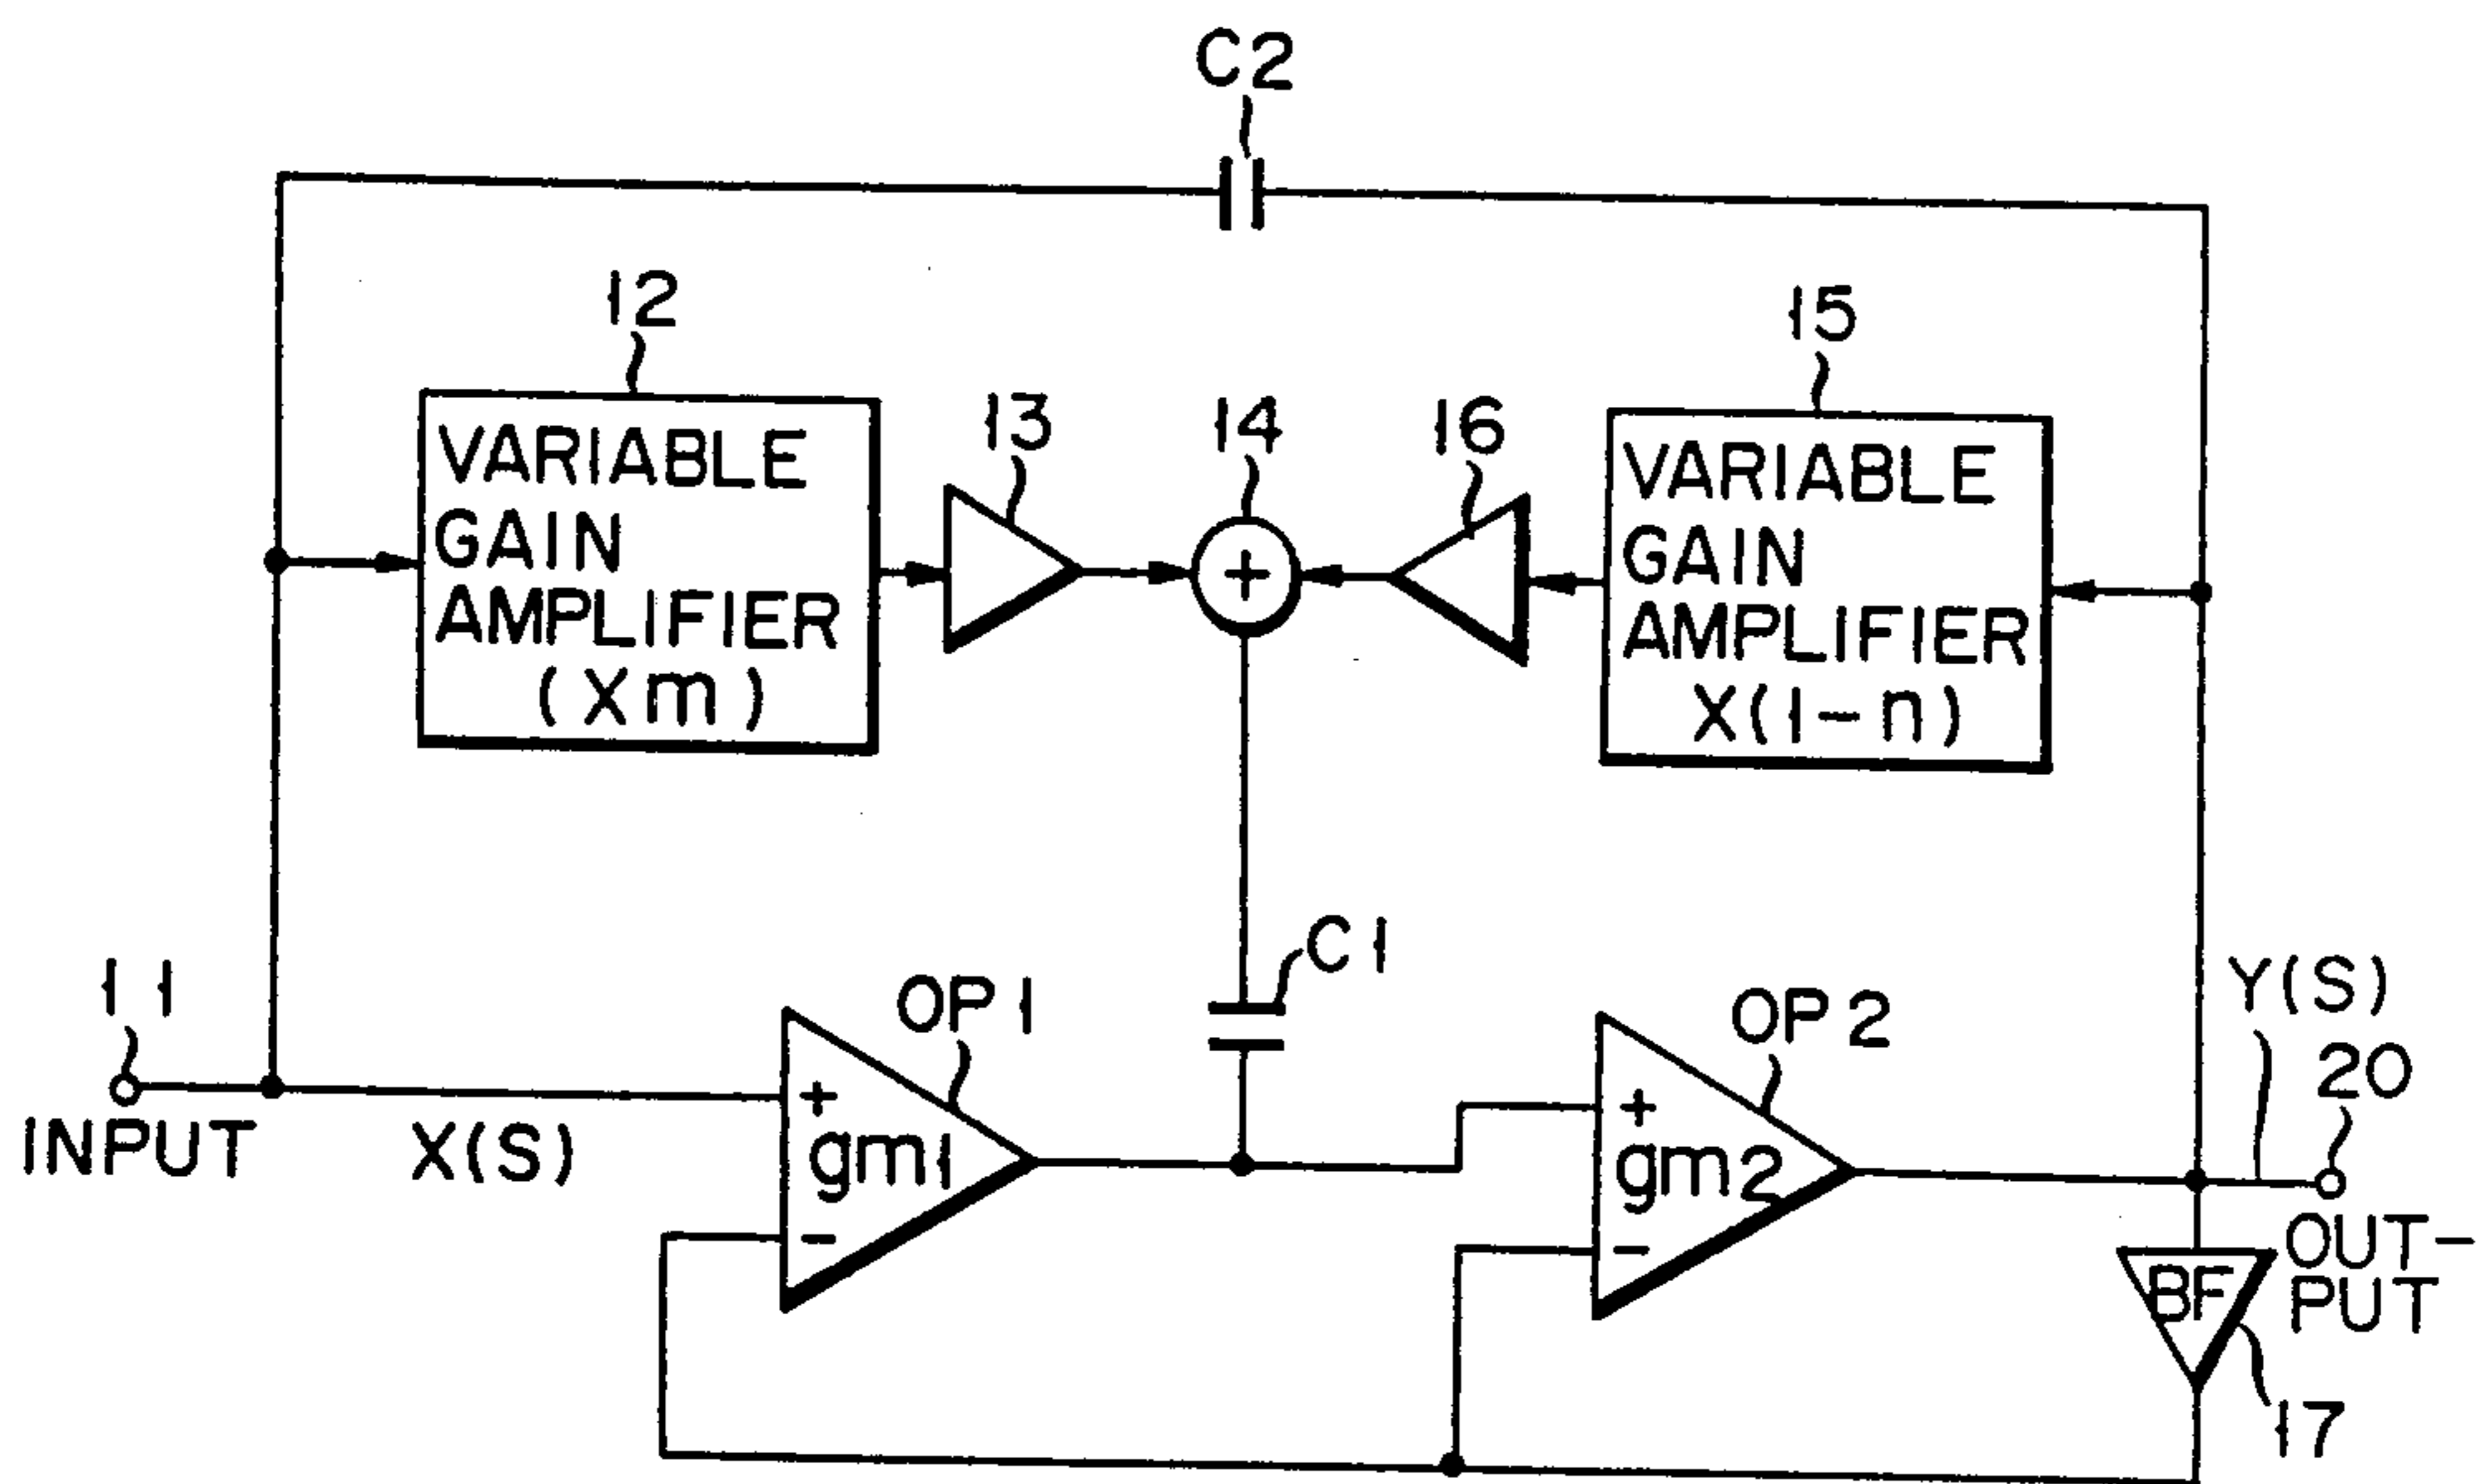 C2
12
VARIABLE
GAIN
AMPLIFIER
(Xm)
13
14
16
15
VARIABLE
GAIN
AMPLIFIER
X(1-n)
C1
11
INPUT
X(S)
OP1
+
gm1
-
OP2
+
gm2
-
Y(S)
20
OUT-
PUT
BF
17